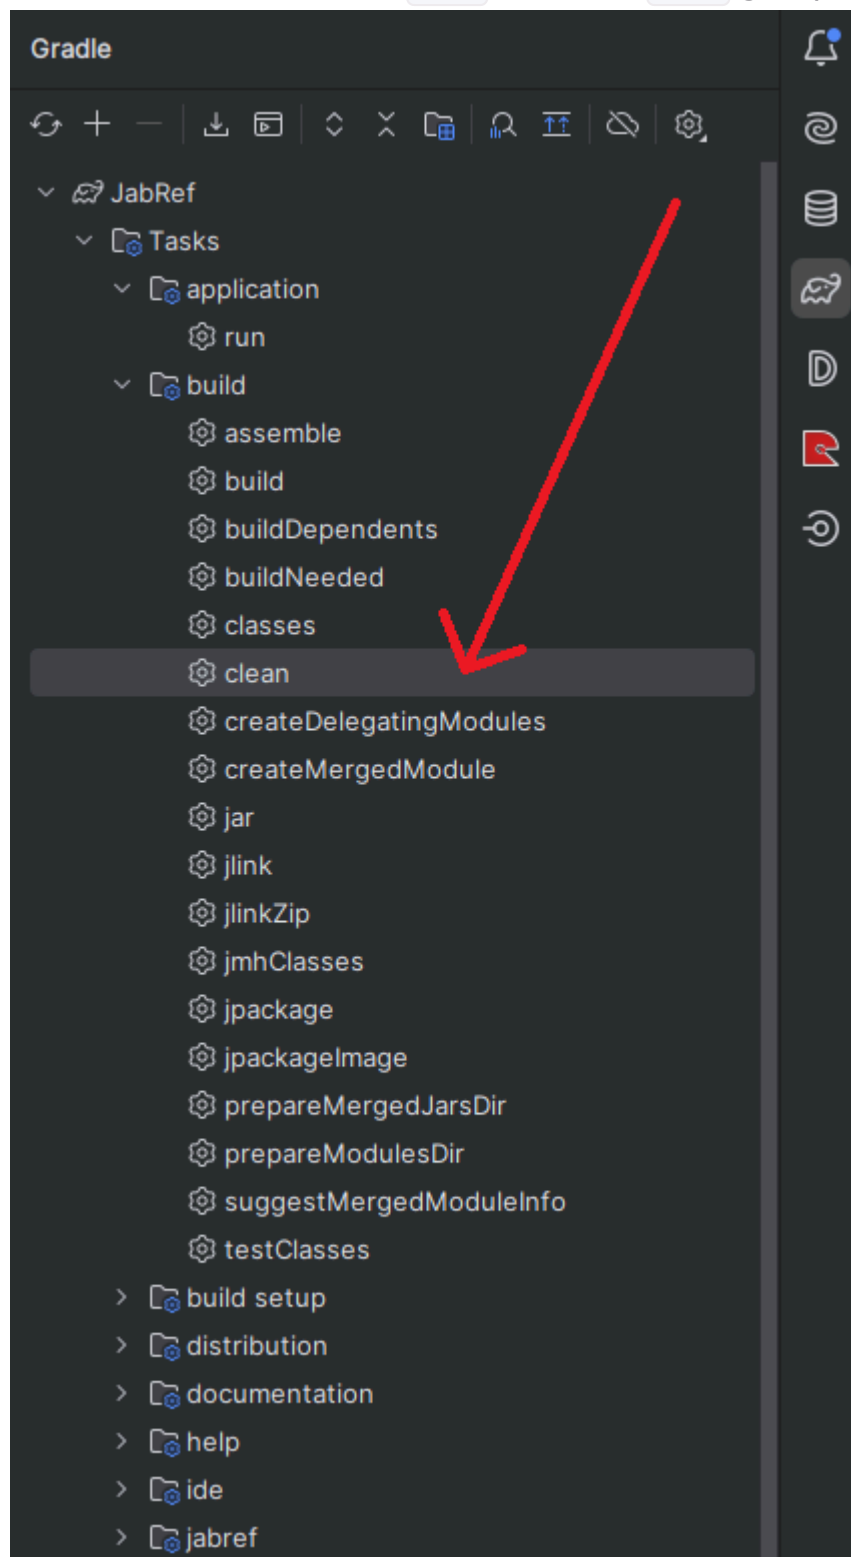 Gradle
JabRef
Tasks
application
run
build
assemble
build
buildDependents
buildNeeded
classes
clean
createDelegatingModules
createMergedModule
jar
jlink
jlinkZip
jmhClasses
jpackage
jpackageImage
prepareMergedJarsDir
prepareModulesDir
suggestMergedModuleInfo
testClasses
build setup
distribution
documentation
help
ide
jabref